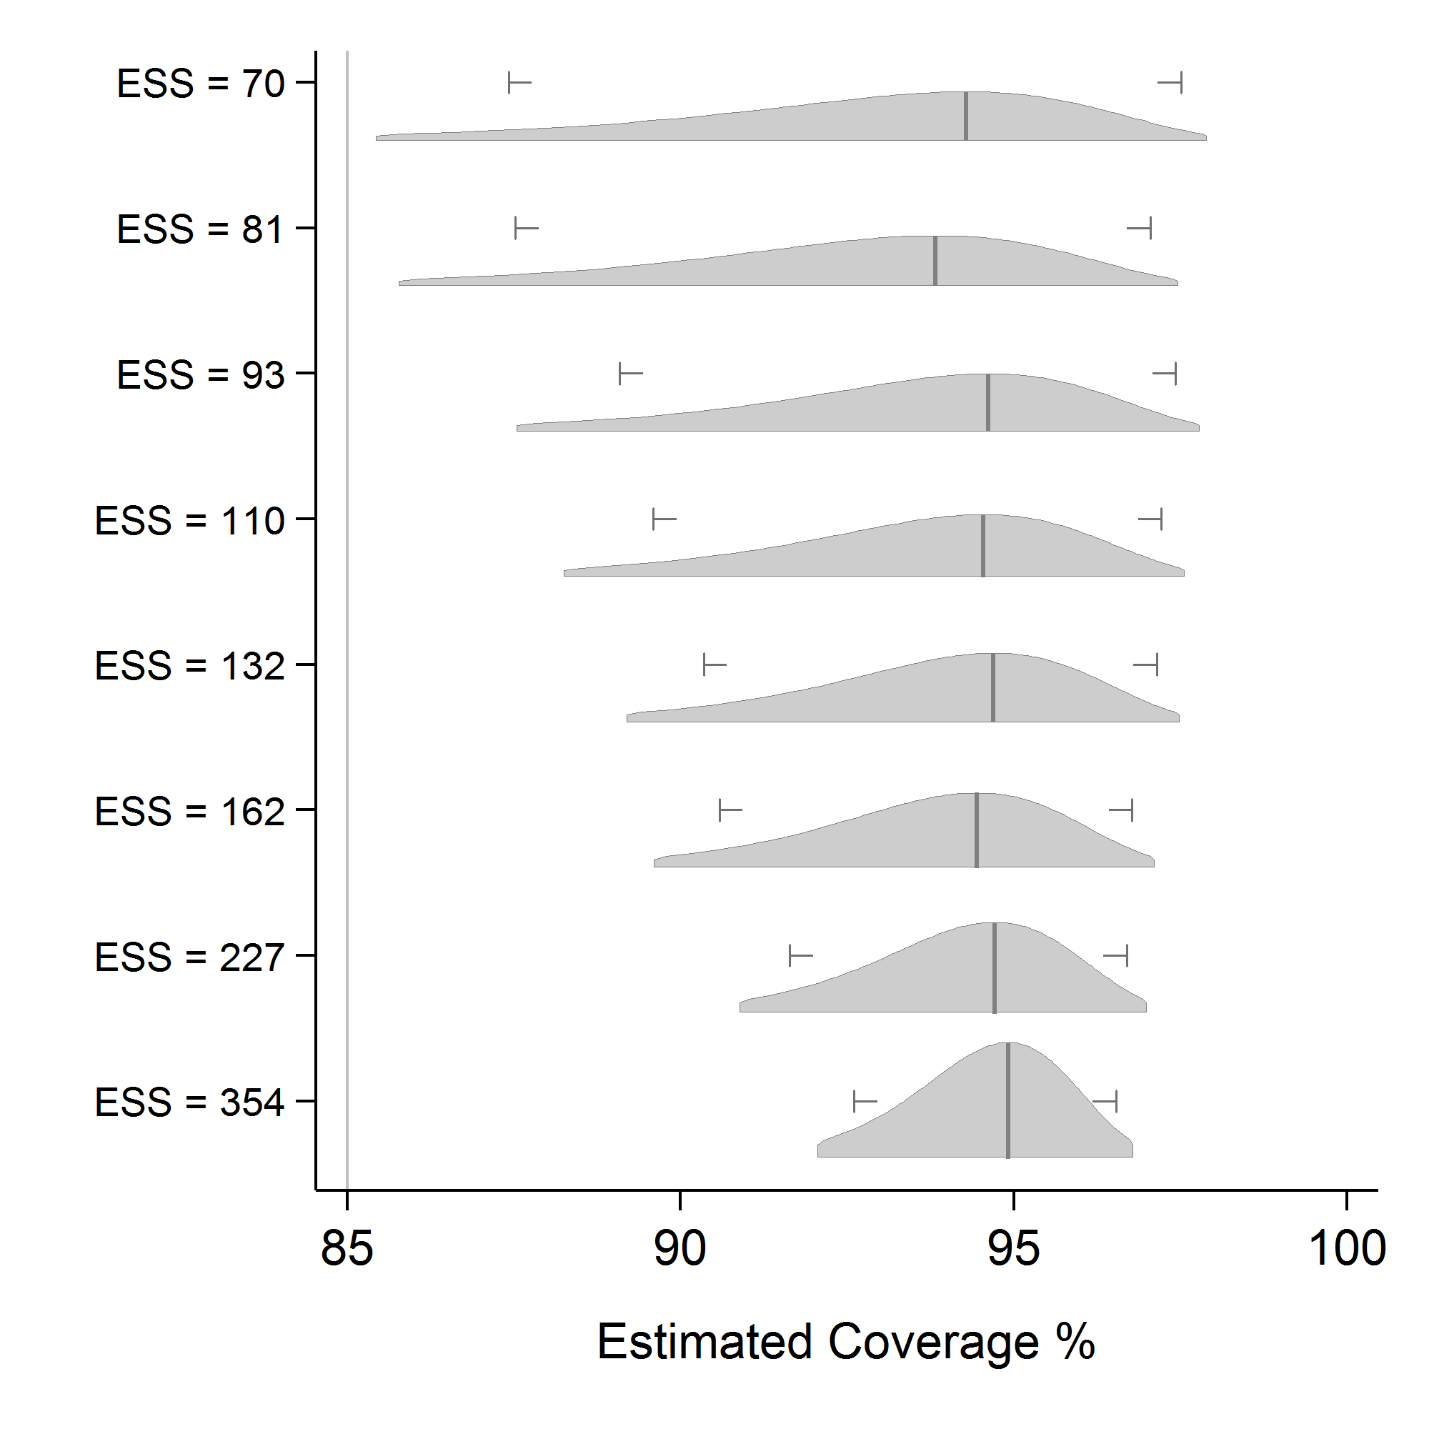 ESS = 70
ESS = 81
ESS = 93
ESS = 110
ESS = 132
ESS = 162
ESS = 227
ESS = 354
85 90 95 100
Estimated Coverage %